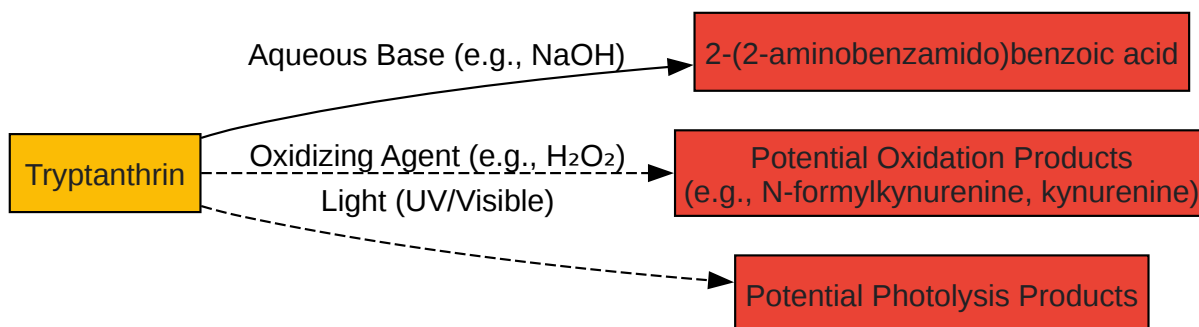 Aqueous Base (e.g., NaOH)
2-(2-aminobenzamido)benzoic acid
Tryptanthrin
Oxidizing Agent (e.g., H₂O₂)
Potential Oxidation Products
(e.g., N-formylkynurenine, kynurenine)
Light (UV/Visible)
Potential Photolysis Products